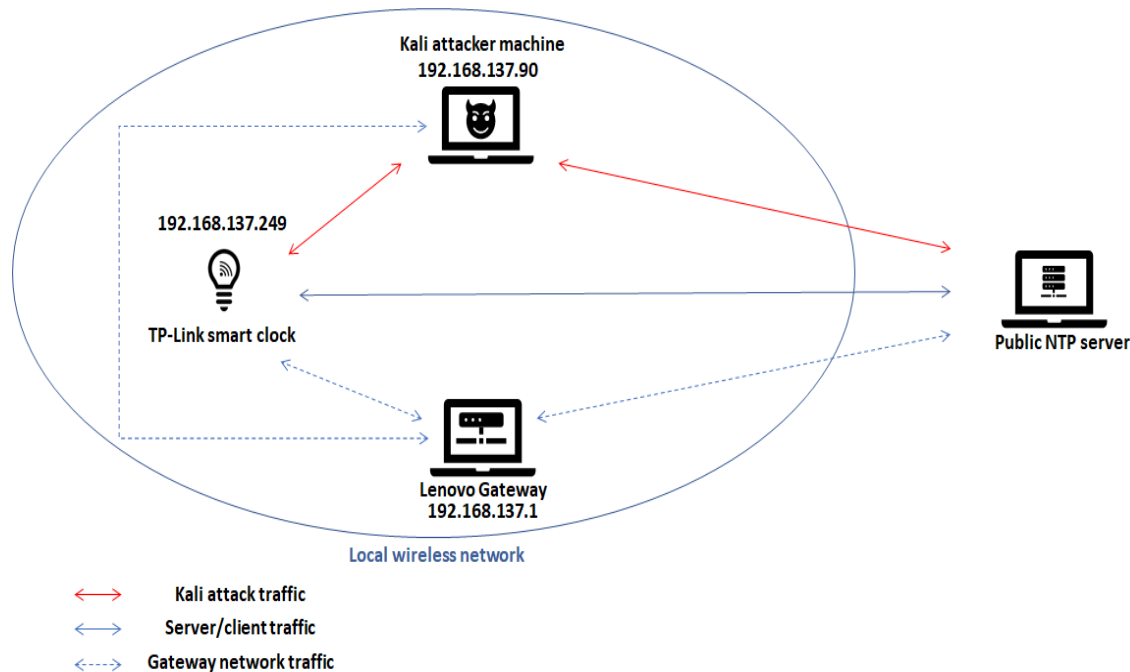 Kali attacker machine
192.168.137.90
192.168.137.249
TP-Link smart clock
Public NTP server
Lenovo Gateway
192.168.137.1
Local wireless network
Kali attack traffic
Server/client traffic
Gateway network traffic